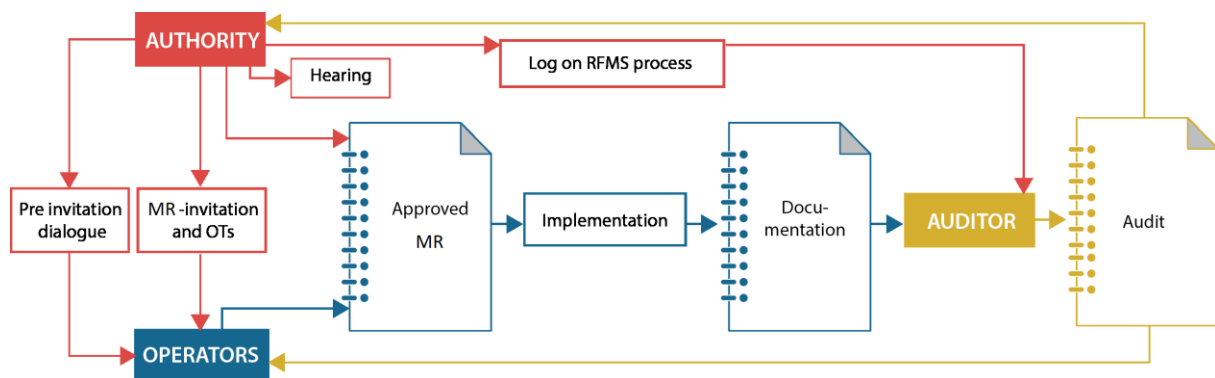 AUTHORITY
Log on RFMS process
Hearing
Pre invitation
dialogue
MR -invitation
and OTs
Approved
MR
Implementation
Docu-
mentation
AUDITOR
Audit
OPERATORS